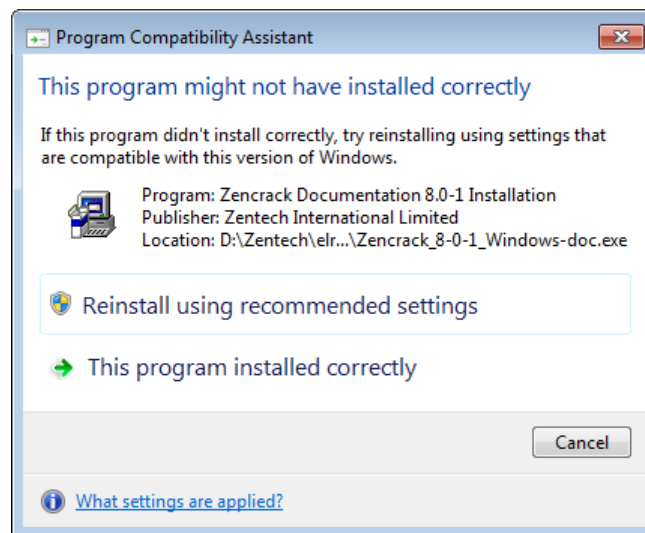 Program Compatibility Assistant
This program might not have installed correctly
If this program didn't install correctly, try reinstalling using settings that
are compatible with this version of Windows.
Program: Zencrack Documentation 8.0-1 Installation
Publisher: Zentech International Limited
Location: D:\Zentech\elr...\Zencrack_8-0-1_Windows-doc.exe
Reinstall using recommended settings
This program installed correctly
Cancel
What settings are applied?